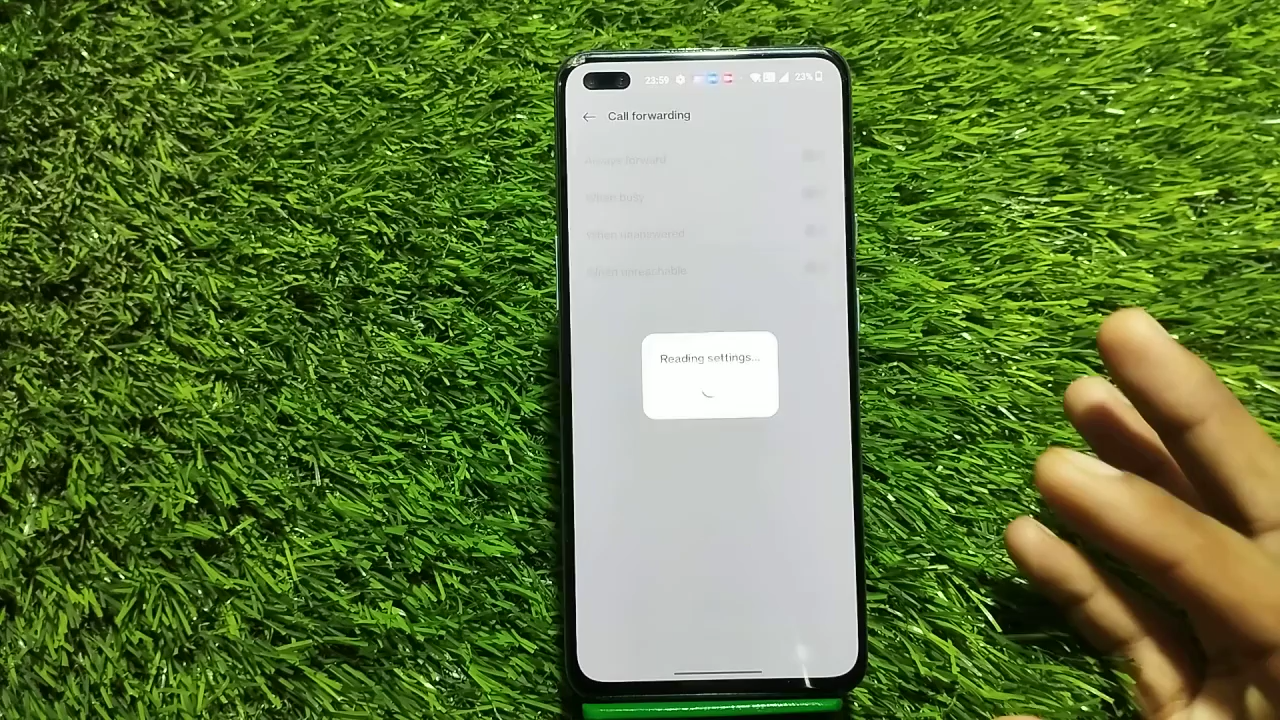 23:59 23%
Call forwarding
Always forward
When busy
When unanswered
When unreachable
Reading settings...